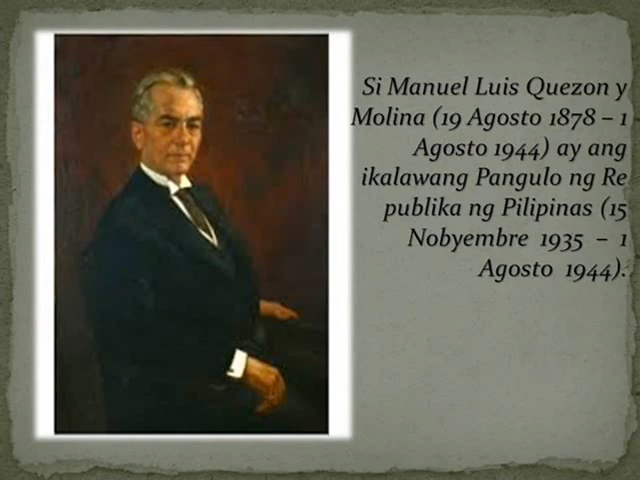 Si Manuel Luis Quezon y
Molina (19 Agosto 1878 – 1
Agosto 1944) ay ang
ikalawang Pangulo ng Re
publika ng Pilipinas (15
Nobyembre 1935 – 1
Agosto 1944).